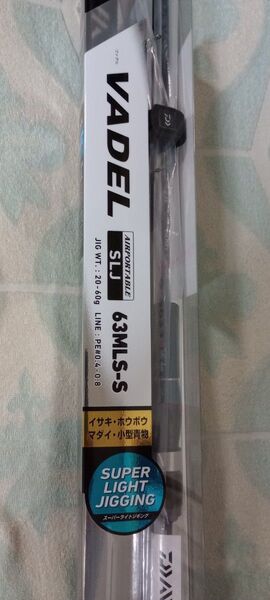 ヴァデル
VADEL
AIRPORTABLE
SLJ 63MLS-S
JIG WT. : 20-60g LINE : PE#0.4-0.8
イサキ・ホウボウ
マダイ・小型青物
SUPER
LIGHT
JIGGING
スーパーライトジギング